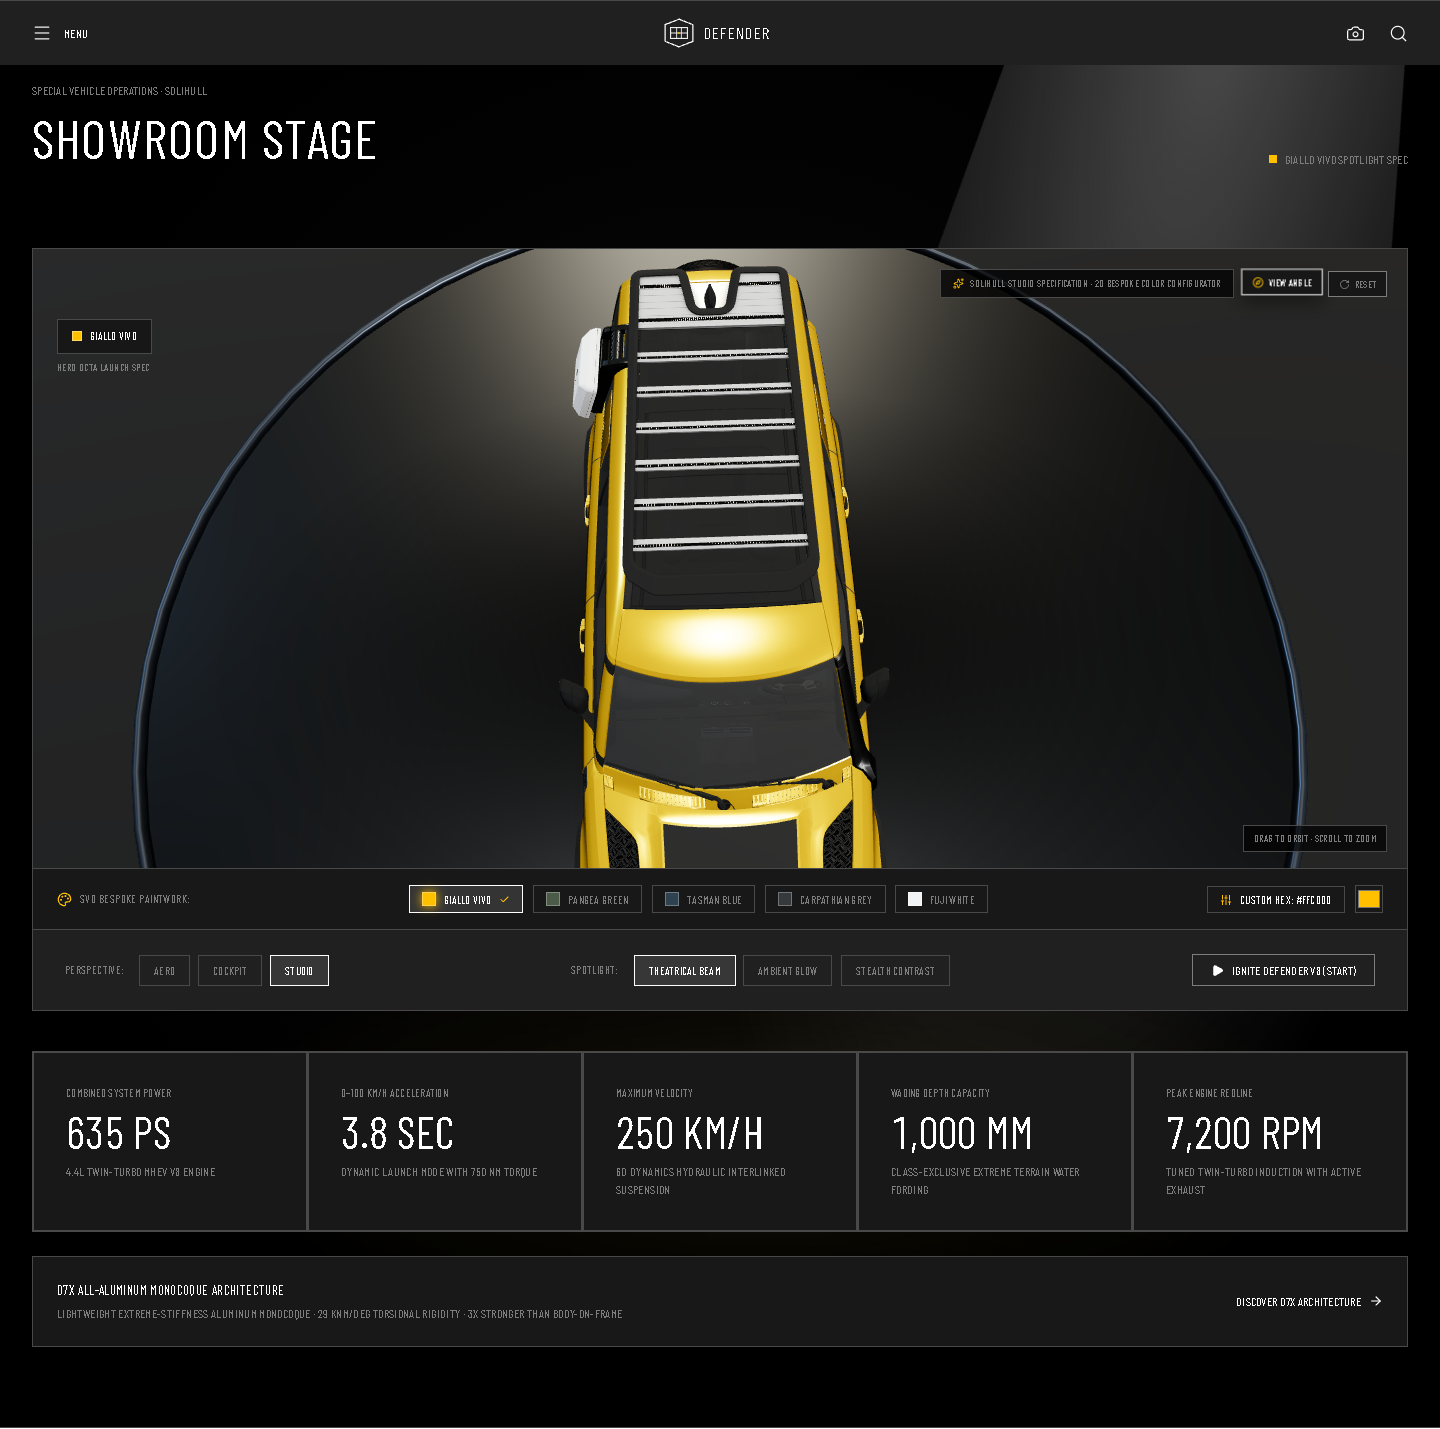 MENU
DEFENDER
SPECIAL VEHICLE OPERATIONS · SOLIHULL
SHOWROOM STAGE
GIALLO VIVO SPOTLIGHT SPEC
SOLIHULL STUDIO SPECIFICATION · 20 BESPOKE COLOR CONFIGURATOR
VIEW ANGLE
RESET
GIALLO VIVO
HERO OCTA LAUNCH SPEC
DRAG TO ORBIT · SCROLL TO ZOOM
SVO BESPOKE PAINTWORK:
GIALLO VIVO
PANGEA GREEN
TASMAN BLUE
CARPATHIAN GREY
FUJI WHITE
CUSTOM HEX: #FFC000
PERSPECTIVE:
AERO
COCKPIT
STUDIO
SPOTLIGHT:
THEATRICAL BEAM
AMBIENT GLOW
STEALTH CONTRAST
IGNITE DEFENDER V8 (START)
COMBINED SYSTEM POWER
635 PS
4.4L TWIN-TURBO MHEV V8 ENGINE
0-100 KM/H ACCELERATION
3.8 SEC
DYNAMIC LAUNCH MODE WITH 750 NM TORQUE
MAXIMUM VELOCITY
250 KM/H
6D DYNAMICS HYDRAULIC INTERLINKED
SUSPENSION
WADING DEPTH CAPACITY
1,000 MM
CLASS-EXCLUSIVE EXTREME TERRAIN WATER
FORDING
PEAK ENGINE REDLINE
7,200 RPM
TUNED TWIN-TURBO INDUCTION WITH ACTIVE
EXHAUST
D7X ALL-ALUMINUM MONOCOQUE ARCHITECTURE
LIGHTWEIGHT EXTREME-STIFFNESS ALUMINUM MONOCOQUE · 29 KNM/DEG TORSIONAL RIGIDITY · 3X STRONGER THAN BODY-ON-FRAME
DISCOVER D7X ARCHITECTURE